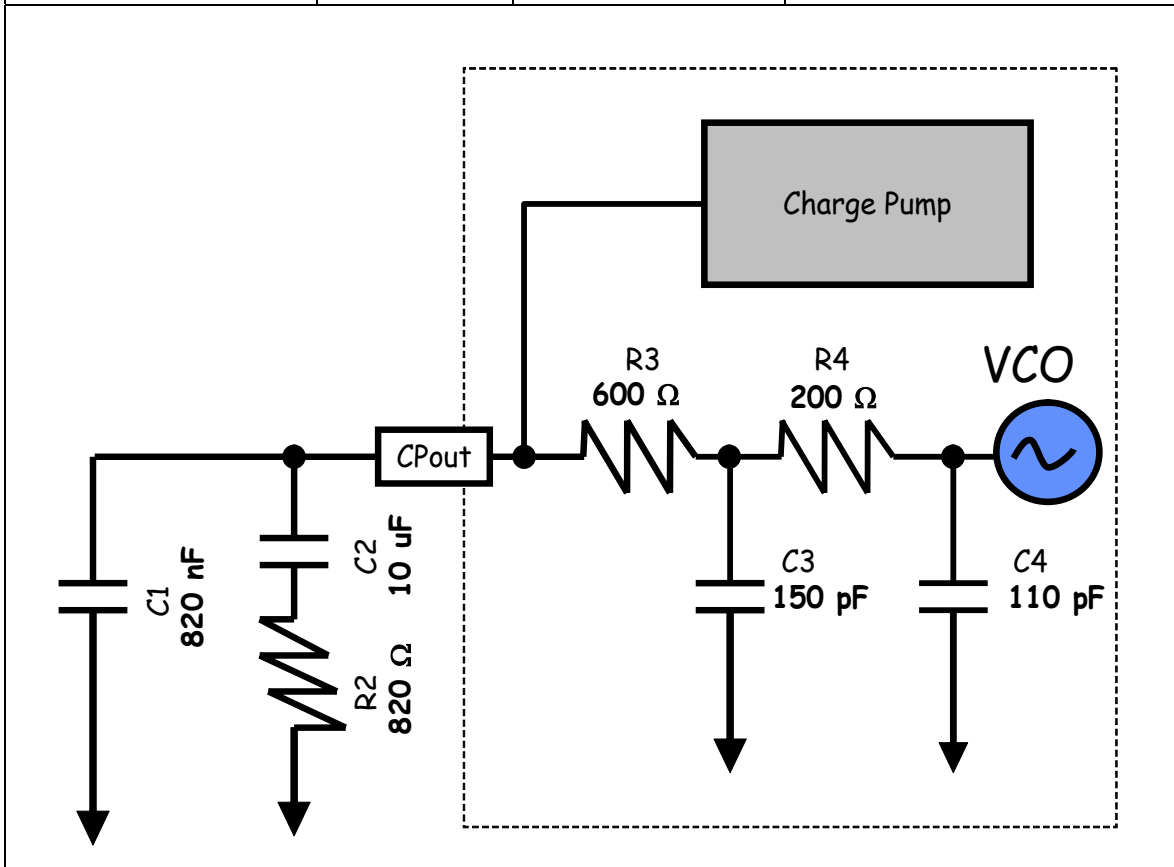 Charge Pump
R3
600 Ω
R4
200 Ω
VCO
CPout
C1
820 nF
C2
10 uF
R2
820 Ω
C3
150 pF
C4
110 pF